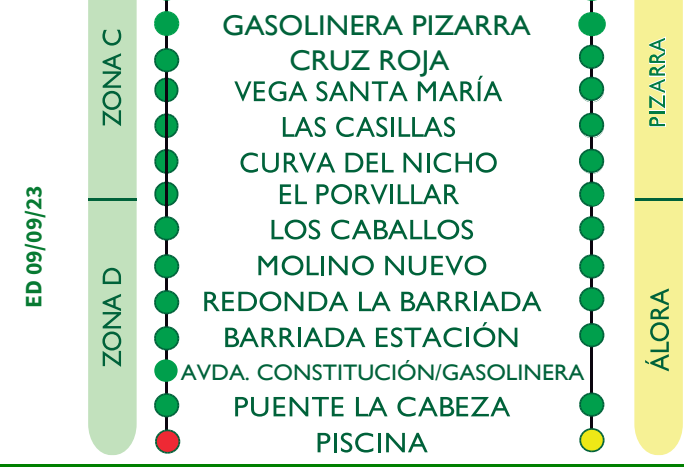 ED 09/09/23
ZONA C
ZONA D
GASOLINERA PIZARRA
CRUZ ROJA
VEGA SANTA MARÍA
LAS CASILLAS
CURVA DEL NICHO
EL PORVILLAR
LOS CABALLOS
MOLINO NUEVO
REDONDA LA BARRIADA
BARRIADA ESTACIÓN
AVDA. CONSTITUCIÓN/GASOLINERA
PUENTE LA CABEZA
PISCINA
PIZARRA
ÁLORA